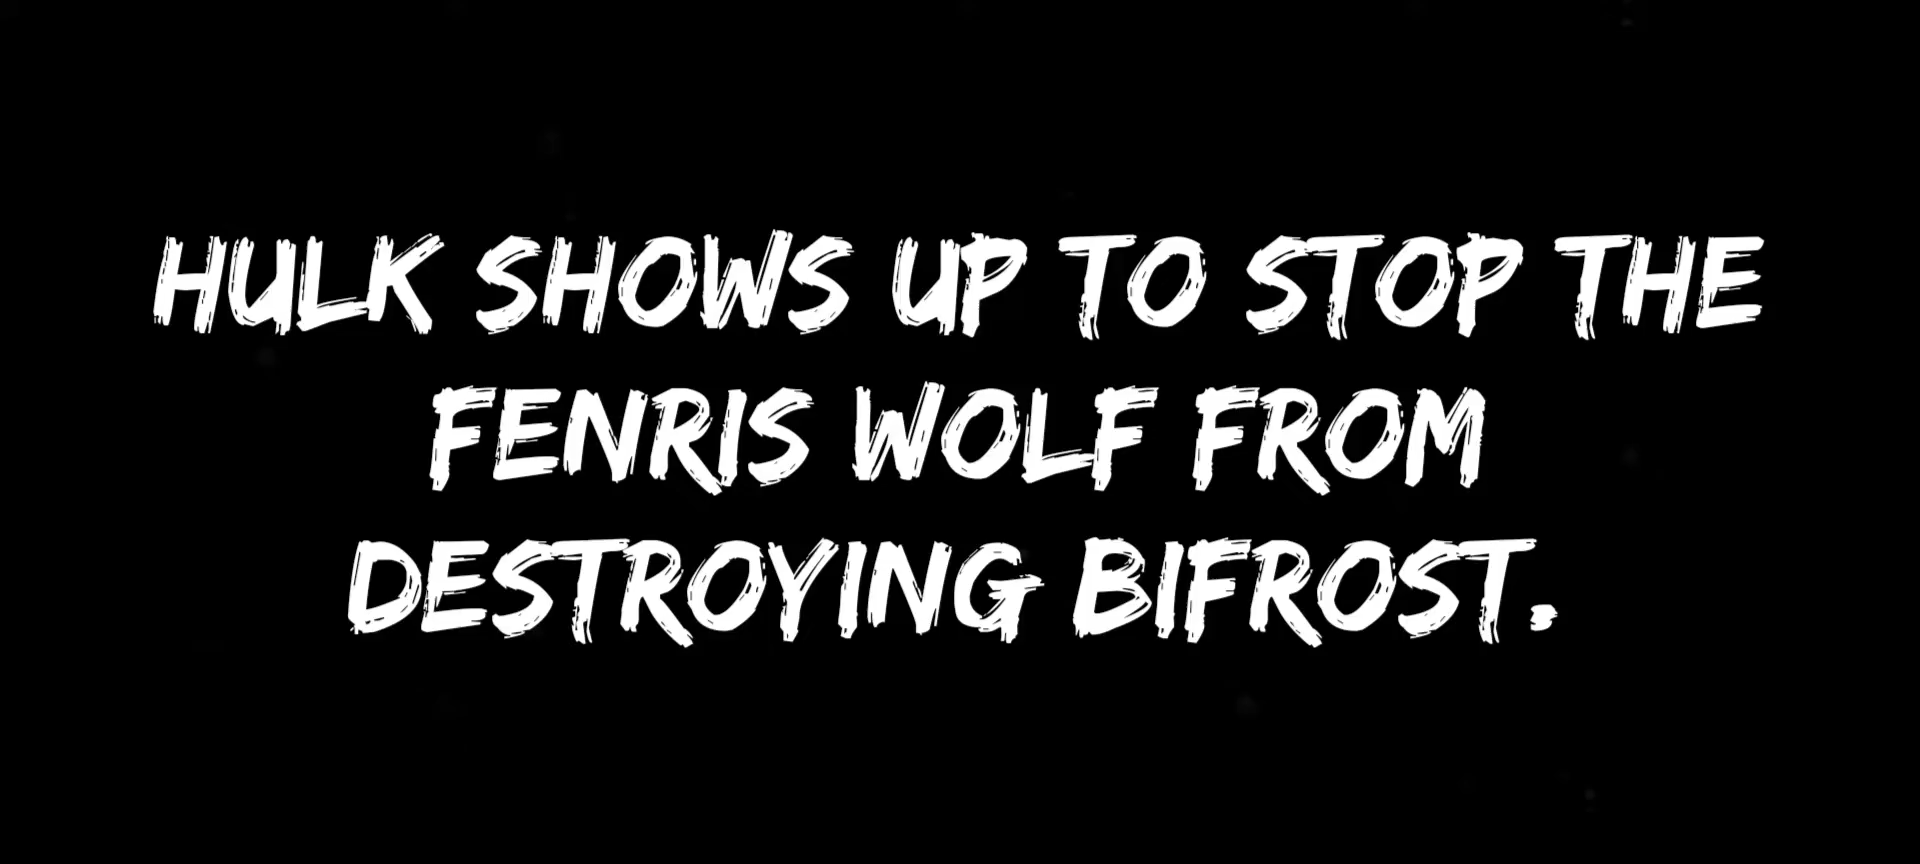 HULK SHOWS UP TO STOP THE
FENRIS WOLF FROM
DESTROYING BIFROST.